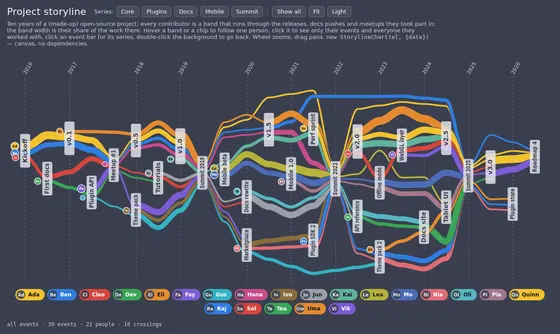 Project storyline
Series: Core Plugins Docs Mobile Summit Show all Fit
Ten years of a (made-up) open-source project: every contributor is a band that runs through the releases, docs pushes and meetups they took part in;
the band width is their share of the work there. Hover a band or chip to follow one person, click it to see only their events and everyone they
worked with, click an event bar for its series, double-click the background to go back. Wheel zooms, drag pans. new StorylineChart(el, {data})
— canvas, no dependencies.
2016
2017
2018
2019
2020
2021
2022
2023
2024
2025
2026
Kickoff
First docs
v0.1
Plugin API
Meetup #1
v0.5
Theme pack
Tutorials
v1.0
Summit 2019
Mobile beta
Docs rewrite
Marketplace
v1.5
Mobile 1.0
Perf sprint
Plugin SDK 2
Summit 2022
v2.0
API reference
Offline mode
Theme pack 2
WebGL layer
Docs site
v2.5
Tablet UI
Summit 2025
v3.0
Plugin store
Roadmap 4
Ad Ada Be Ben Cl Cleo De Dev El Eli Fa Fay Gu Gus Ha Hana Iv Ivo Ju Jun Ka Kai Le Lea Mo Mo Ni Nia Ol Oli Pi Pia Qu Quinn
Ra Raj So Sol Te Tea Um Uma Vi Vik
all events · 30 events · 22 people ·